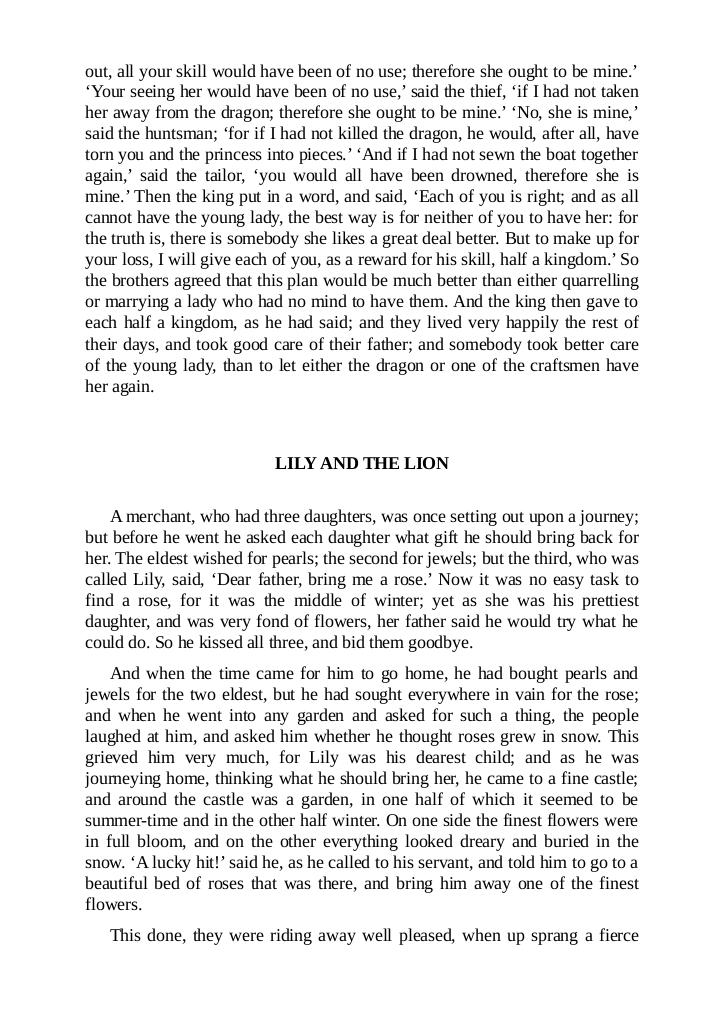 out, all your skill would have been of no use; therefore she ought to be mine.’
‘Your seeing her would have been of no use,’ said the thief, ‘if I had not taken
her away from the dragon; therefore she ought to be mine.’ ‘No, she is mine,’
said the huntsman; ‘for if I had not killed the dragon, he would, after all, have
torn you and the princess into pieces.’ ‘And if I had not sewn the boat together
again,’ said the tailor, ‘you would all have been drowned, therefore she is
mine.’ Then the king put in a word, and said, ‘Each of you is right; and as all
cannot have the young lady, the best way is for neither of you to have her: for
the truth is, there is somebody she likes a great deal better. But to make up for
your loss, I will give each of you, as a reward for his skill, half a kingdom.’ So
the brothers agreed that this plan would be much better than either quarrelling
or marrying a lady who had no mind to have them. And the king then gave to
each half a kingdom, as he had said; and they lived very happily the rest of
their days, and took good care of their father; and somebody took better care
of the young lady, than to let either the dragon or one of the craftsmen have
her again.
LILY AND THE LION
A merchant, who had three daughters, was once setting out upon a journey;
but before he went he asked each daughter what gift he should bring back for
her. The eldest wished for pearls; the second for jewels; but the third, who was
called Lily, said, ‘Dear father, bring me a rose.’ Now it was no easy task to
find a rose, for it was the middle of winter; yet as she was his prettiest
daughter, and was very fond of flowers, her father said he would try what he
could do. So he kissed all three, and bid them goodbye.
And when the time came for him to go home, he had bought pearls and
jewels for the two eldest, but he had sought everywhere in vain for the rose;
and when he went into any garden and asked for such a thing, the people
laughed at him, and asked him whether he thought roses grew in snow. This
grieved him very much, for Lily was his dearest child; and as he was
journeying home, thinking what he should bring her, he came to a fine castle;
and around the castle was a garden, in one half of which it seemed to be
summer-time and in the other half winter. On one side the finest flowers were
in full bloom, and on the other everything looked dreary and buried in the
snow. ‘A lucky hit!’ said he, as he called to his servant, and told him to go to a
beautiful bed of roses that was there, and bring him away one of the finest
flowers.
This done, they were riding away well pleased, when up sprang a fierce